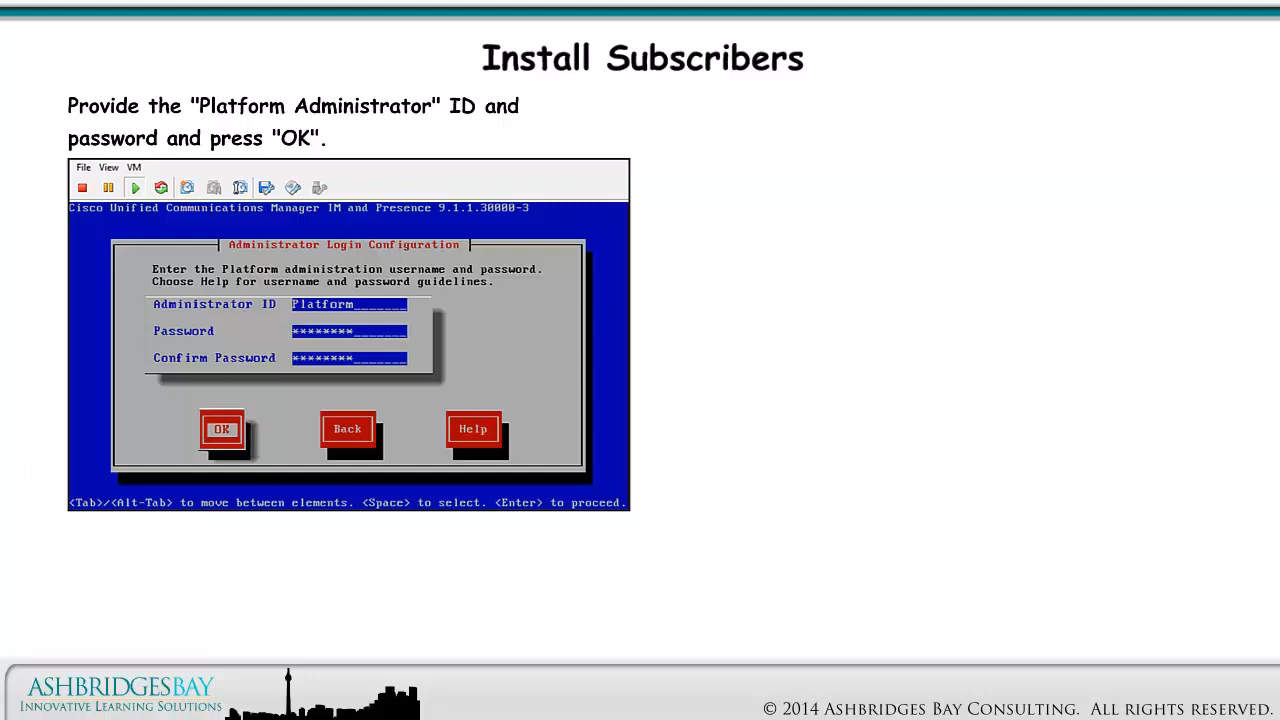 Install Subscribers
Provide the "Platform Administrator" ID and
password and press "OK".
File View VM
Cisco Unified Communications Manager IM and Presence 9.1.1.30000-3
Administrator Login Configuration
Enter the Platform administration username and password.
Choose Help for username and password guidelines.
Administrator ID Platform_______
Password ********_______
Confirm Password ********_______
OK Back Help
<Tab>/<Alt-Tab> to move between elements. <Space> to select. <Enter> to proceed.
ASHBRIDGESBAY
INNOVATIVE LEARNING SOLUTIONS
© 2014 ASHBRIDGES BAY CONSULTING. ALL RIGHTS RESERVED.